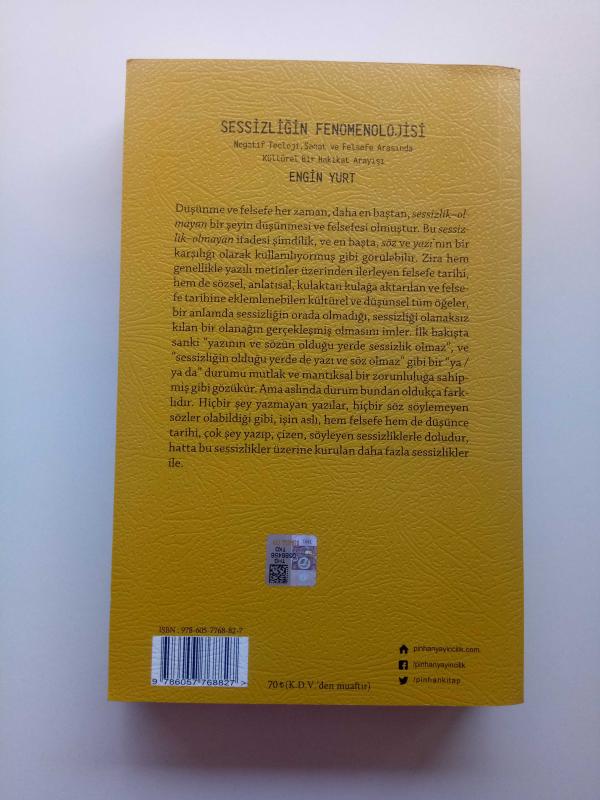 SESSİZLİĞİN FENOMENOLOJİSİ
Negatif Teoloji, Sanat ve Felsefe Arasında
Kültürel Bir Hakikat Arayışı
ENGİN YURT
Düşünme ve felsefe her zaman, daha en baştan, sessizlik-ol-
mayan bir şeyin düşünmesi ve felsefesi olmuştur. Bu sessiz-
lik-olmayan ifadesi şimdilik, ve en başta, söz ve yazı'nın bir
karşılığı olarak kullanılıyormuş gibi görülebilir. Zira hem
genellikle yazılı metinler üzerinden ilerleyen felsefe tarihi,
hem de sözsel, anlatısal, kulaktan kulağa aktarılan ve felse-
fe tarihine eklemlenebilen kültürel ve düşünsel tüm öğeler,
bir anlamda sessizliğin orada olmadığı, sessizliği olanaksız
kılan bir olanağın gerçekleşmiş olmasını imler. İlk bakışta
sanki "yazının ve sözün olduğu yerde sessizlik olmaz", ve
"sessizliğin olduğu yerde de yazı ve söz olmaz" gibi bir "ya /
ya da" durumu mutlak ve mantıksal bir zorunluluğa sahip-
miş gibi gözükür. Ama aslında durum bundan oldukça fark-
lıdır. Hiçbir şey yazmayan yazılar, hiçbir söz söylemeyen
sözler olabildiği gibi, işin aslı, hem felsefe hem de düşünce
tarihi, çok şey yazıp, çizen, söyleyen sessizliklerle doludur,
hatta bu sessizlikler üzerine kurulan daha fazla sessizlikler
ile.
ISBN : 978-605-7768-82-7
9 786057 768827 >
70 ₺ (K.D.V.'den muaftır)
pinhanyayincilik.com
/pinhanyayincilik
/pinhankitap